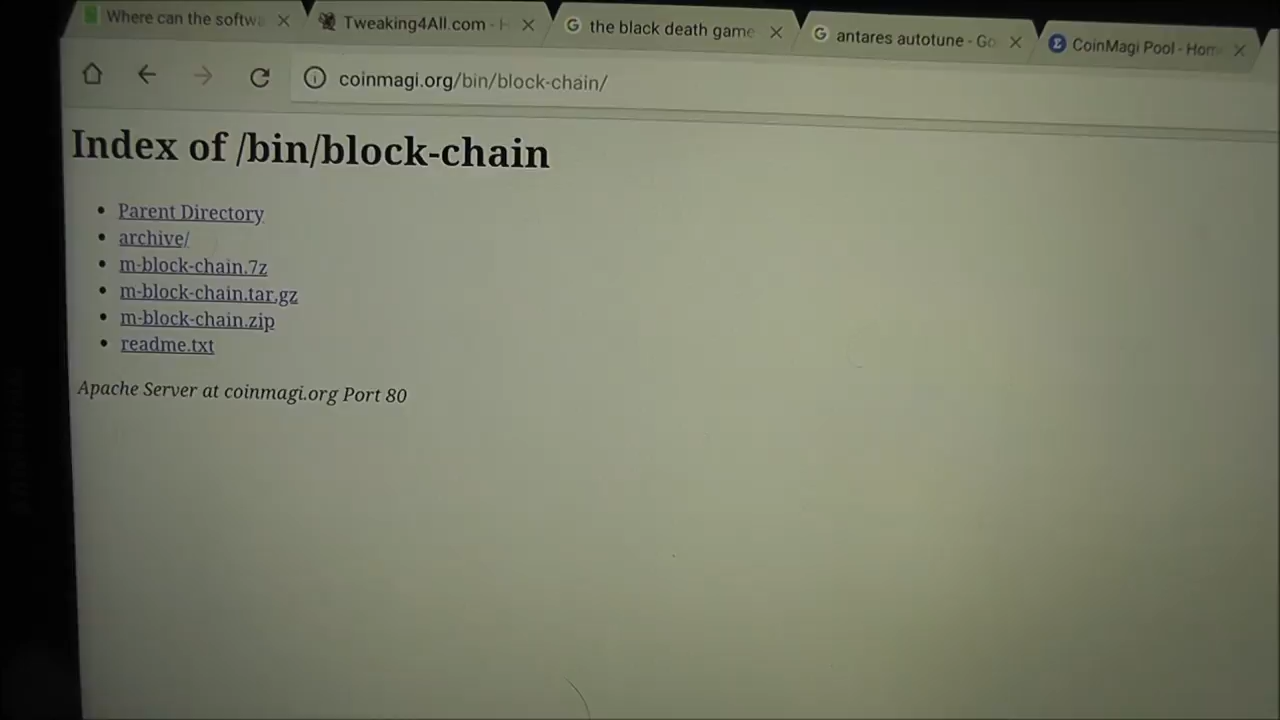 Where can the softwa
Tweaking4All.com - H
the black death game
antares autotune - Go
CoinMagi Pool - Hom
coinmagi.org/bin/block-chain/
Index of /bin/block-chain
Parent Directory
archive/
m-block-chain.7z
m-block-chain.tar.gz
m-block-chain.zip
readme.txt
Apache Server at coinmagi.org Port 80